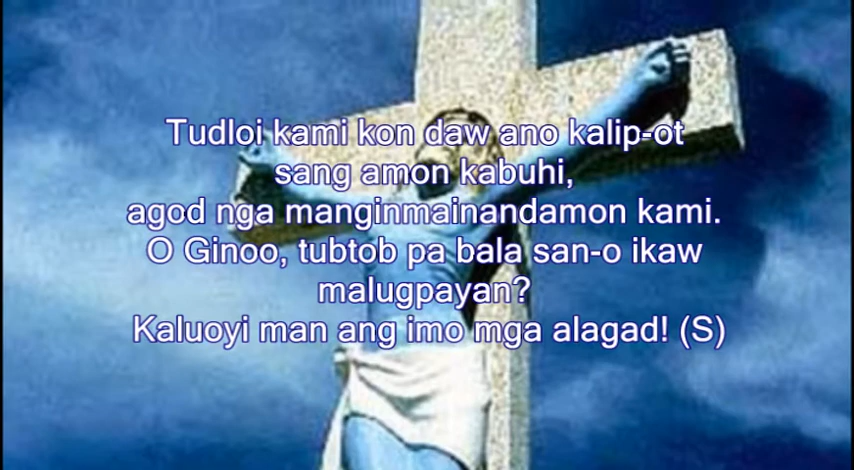 Tudloi kami kon daw ano kalip-ot
sang amon kabuhi,
agod nga manginmainandamon kami.
O Ginoo, tubtob pa bala san-o ikaw
malugpayan?
Kaluoyi man ang imo mga alagad! (S)